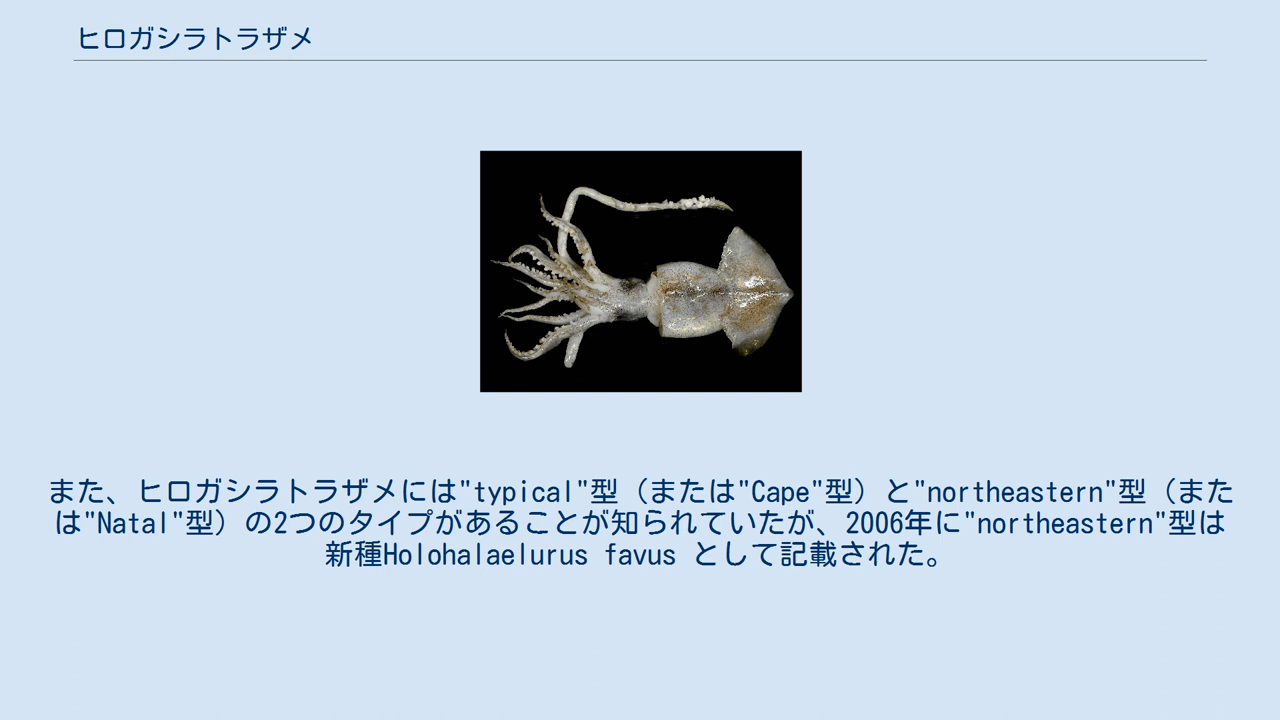 ヒロガシラトラザメ
また、ヒロガシラトラザメには"typical"型（または"Cape"型）と"northeastern"型（また
は"Natal"型）の2つのタイプがあることが知られていたが、2006年に"northeastern"型は
新種Holohalaelurus favus として記載された。